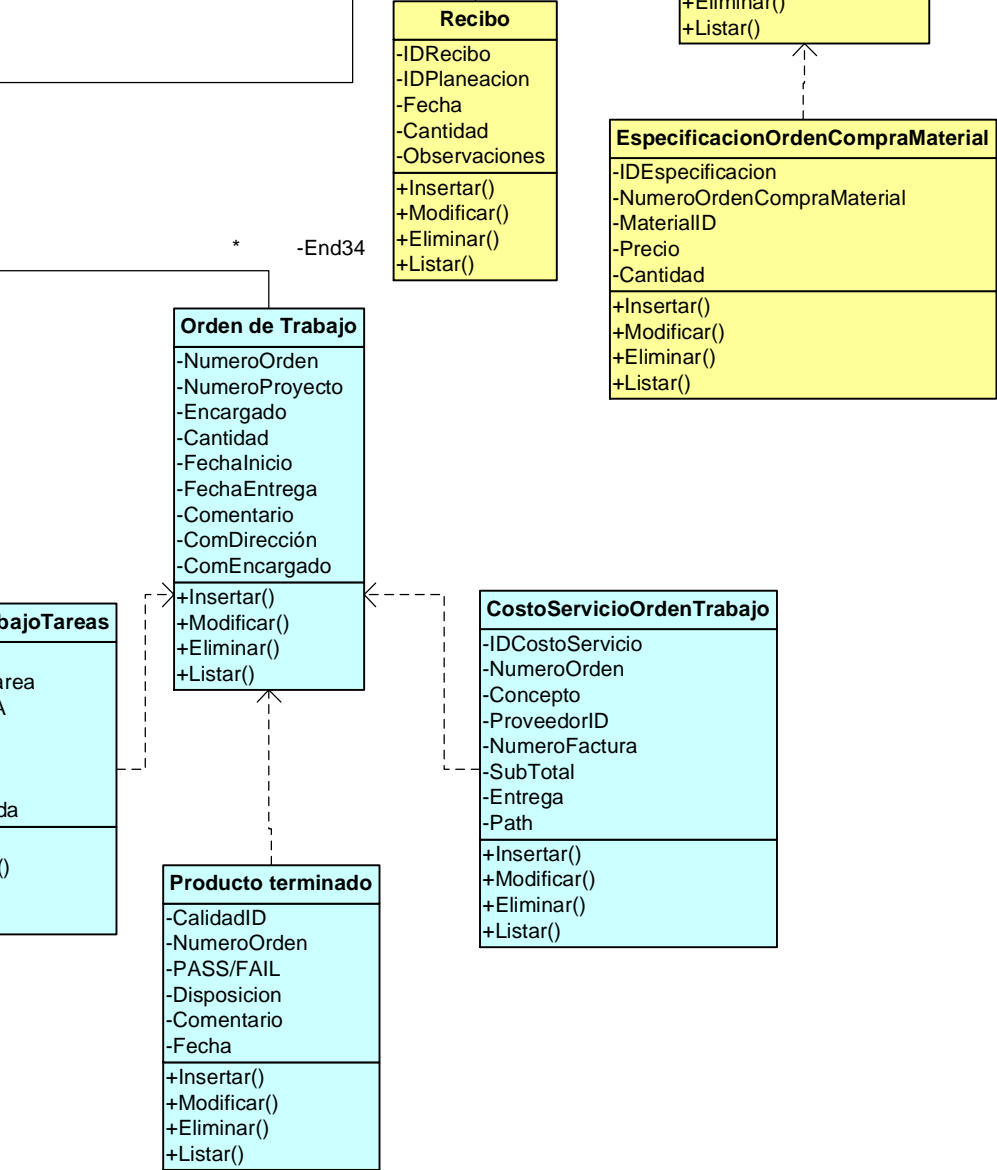 Recibo
-IDRecibo
-IDPlaneacion
-Fecha
-Cantidad
-Observaciones
+Insertar()
+Modificar()
+Eliminar()
+Listar()
+Eliminar()
+Listar()
EspecificacionOrdenCompraMaterial
-IDEspecificacion
-NumeroOrdenCompraMaterial
-MaterialID
-Precio
-Cantidad
+Insertar()
+Modificar()
+Eliminar()
+Listar()
* -End34
Orden de Trabajo
-NumeroOrden
-NumeroProyecto
-Encargado
-Cantidad
-FechaInicio
-FechaEntrega
-Comentario
-ComDirección
-ComEncargado
+Insertar()
+Modificar()
+Eliminar()
+Listar()
bajoTareas
area
A
da
()
CostoServicioOrdenTrabajo
-IDCostoServicio
-NumeroOrden
-Concepto
-ProveedorID
-NumeroFactura
-SubTotal
-Entrega
-Path
+Insertar()
+Modificar()
+Eliminar()
+Listar()
Producto terminado
-CalidadID
-NumeroOrden
-PASS/FAIL
-Disposicion
-Comentario
-Fecha
+Insertar()
+Modificar()
+Eliminar()
+Listar()